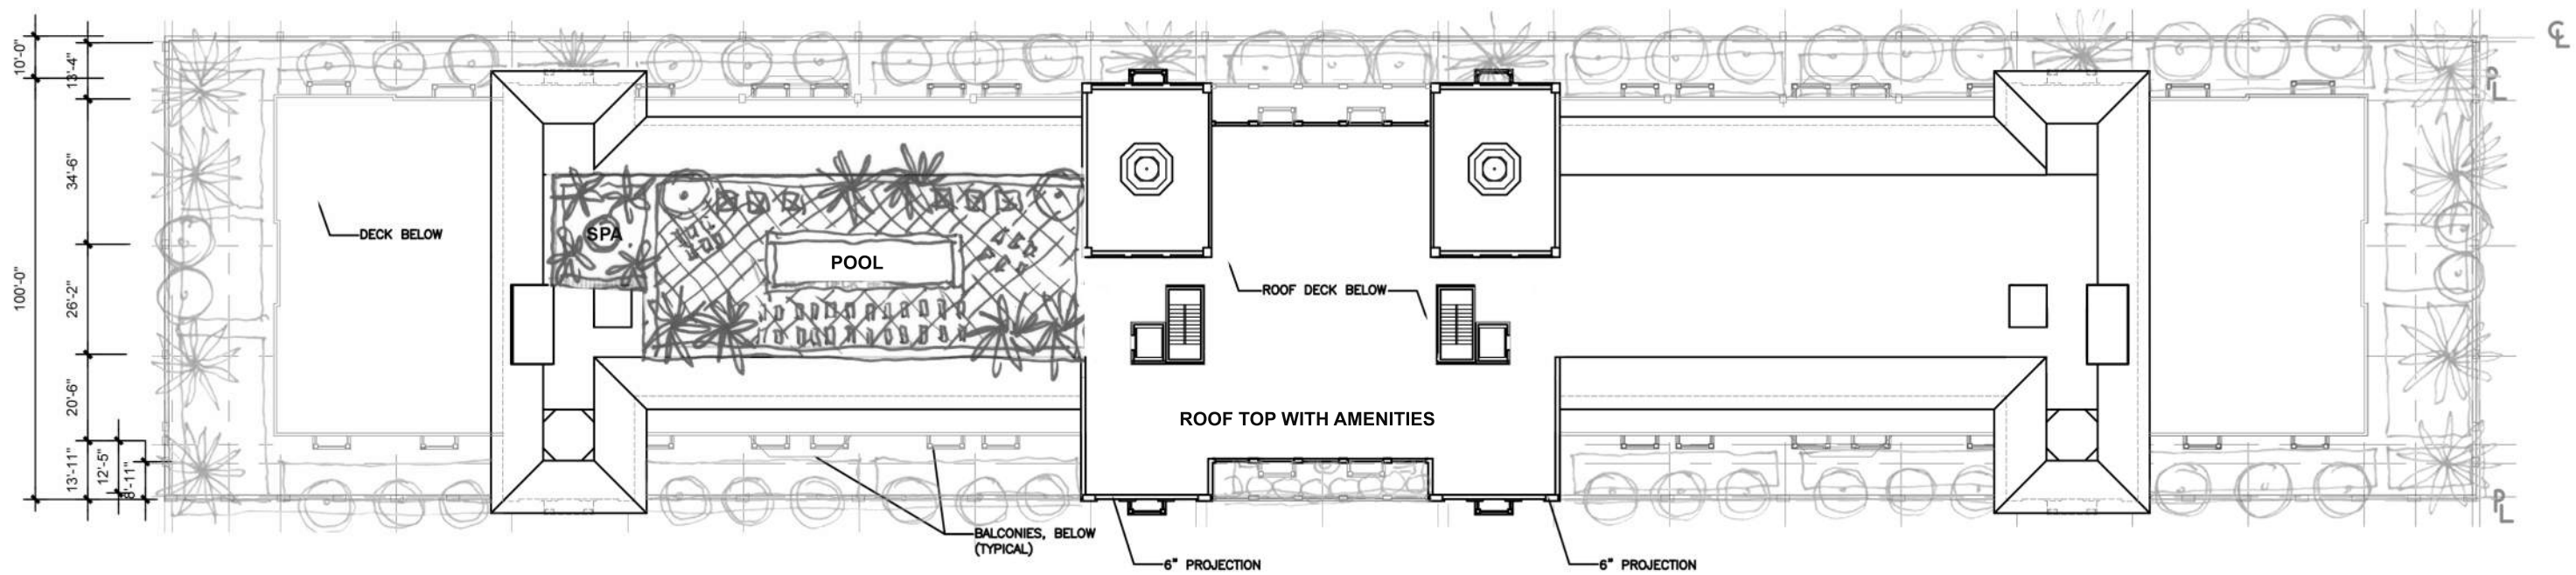 10'-0"
13'-4"
34'-6"
100'-0"
26'-2"
20'-6"
13'-11"
12'-5"
8'-11"
DECK BELOW
SPA
POOL
ROOF DECK BELOW
ROOF TOP WITH AMENITIES
BALCONIES, BELOW
(TYPICAL)
6" PROJECTION
6" PROJECTION
CL
PL
PL